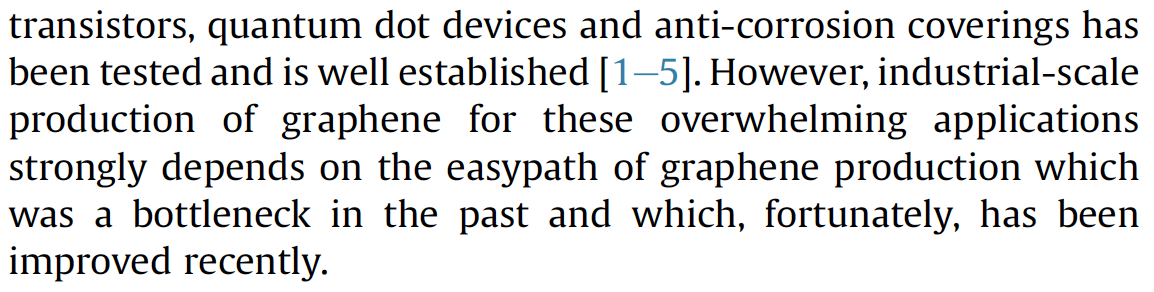 transistors, quantum dot devices and anti-corrosion coverings has
been tested and is well established [1–5]. However, industrial-scale
production of graphene for these overwhelming applications
strongly depends on the easypath of graphene production which
was a bottleneck in the past and which, fortunately, has been
improved recently.